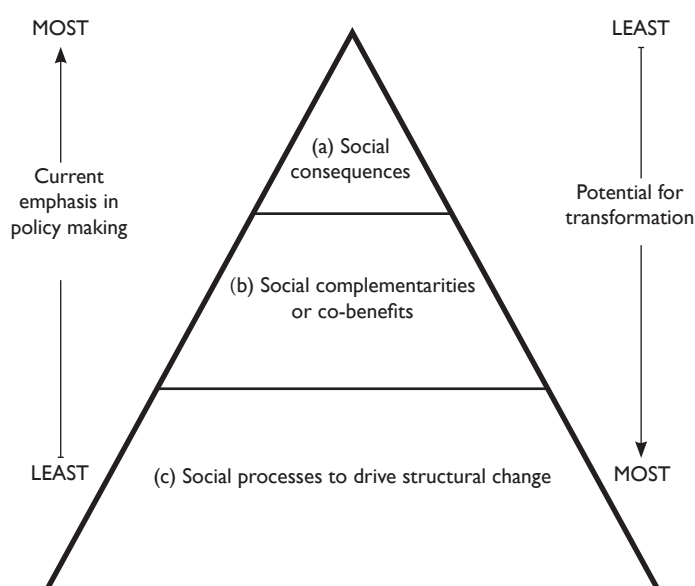 MOST
LEAST
(a) Social
consequences
Current
emphasis in
policy making
Potential for
transformation
(b) Social complementarities
or co-benefits
LEAST
(c) Social processes to drive structural change
MOST